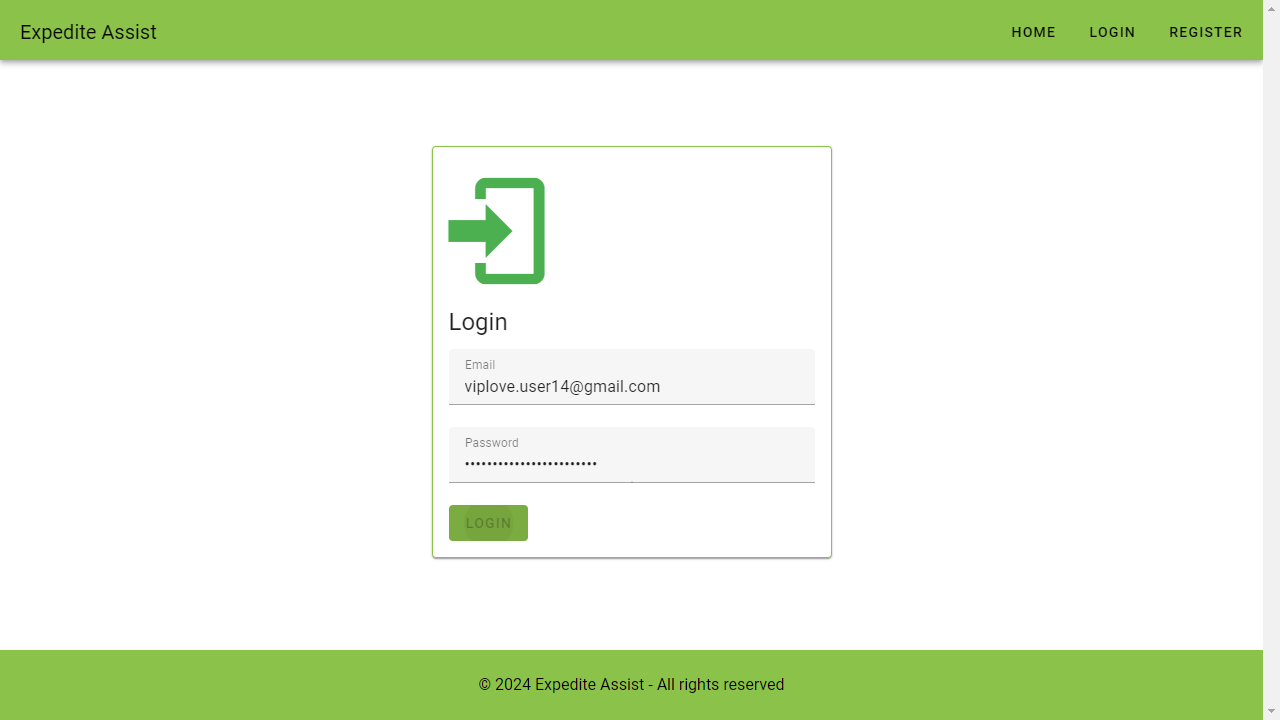 Expedite Assist
HOME
LOGIN
REGISTER
Login
Email
viplove.user14@gmail.com
Password
••••••••••••••••••••••••
LOGIN
© 2024 Expedite Assist - All rights reserved